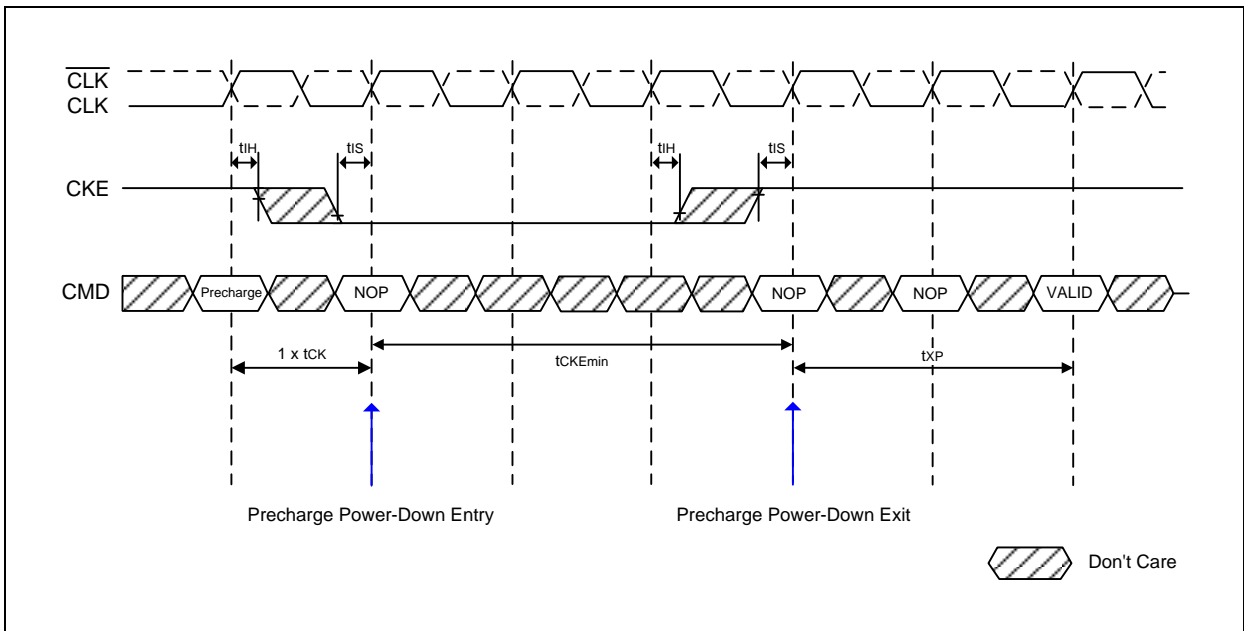 CLK
CLK
tIH
tIS
tIH
tIS
CKE
CMD
Precharge
NOP
NOP
NOP
VALID
1 x tCK
tCKEmin
tXP
Precharge Power-Down Entry
Precharge Power-Down Exit
Don't Care